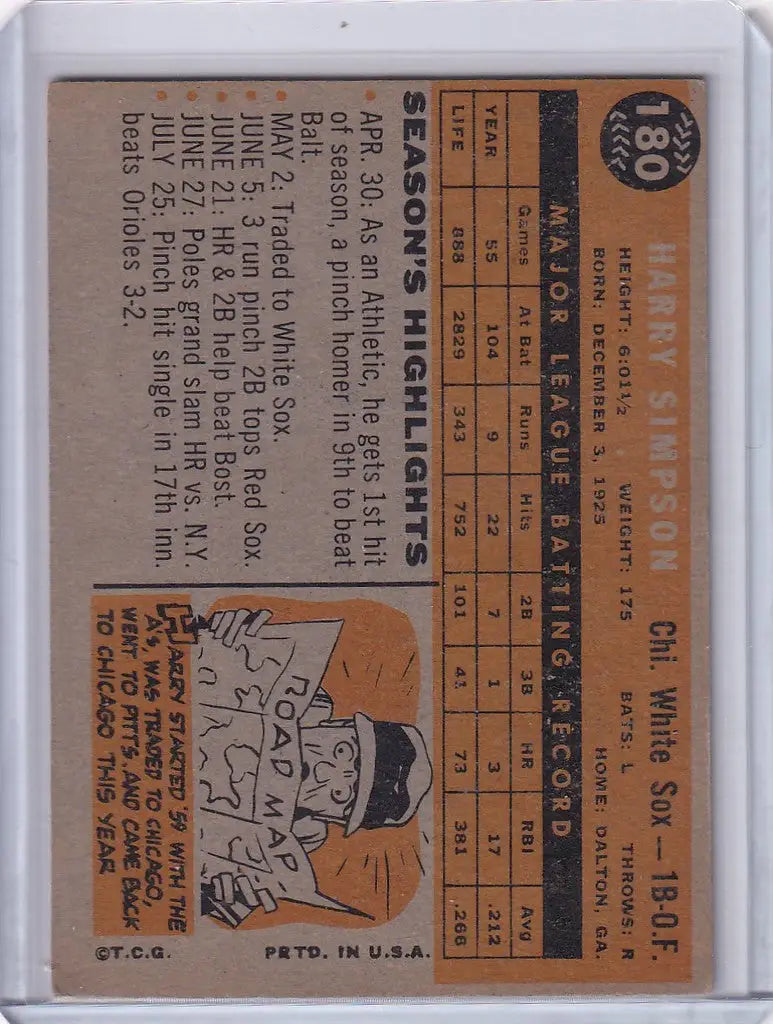 180
HARRY SIMPSON Chi. White Sox — 1B-O.F.
HEIGHT: 6:01½ WEIGHT: 175 BATS: L THROWS: R
BORN: DECEMBER 3, 1925 HOME: DALTON, GA.
MAJOR LEAGUE BATTING RECORD
Games At Bat Runs Hits 2B 3B HR RBI Avg
YEAR 55 104 9 22 7 1 3 17 .212
LIFE 888 2829 343 752 101 41 73 381 .266
SEASON'S HIGHLIGHTS
• APR. 30: As an Athletic, he gets 1st hit
of season, a pinch homer in 9th to beat
Balt.
• MAY 2: Traded to White Sox.
• JUNE 5: 3 run pinch 2B tops Red Sox.
• JUNE 21: HR & 2B help beat Bost.
• JUNE 27: Poles grand slam HR vs. N.Y.
• JULY 25: Pinch hit single in 17th inn.
beats Orioles 3-2.
ROAD MAP
HARRY STARTED '59 WITH THE
A's, WAS TRADED TO CHICAGO,
WENT TO PITTS. AND CAME BACK
TO CHICAGO THIS YEAR
©T.C.G. PRTD. IN U.S.A.